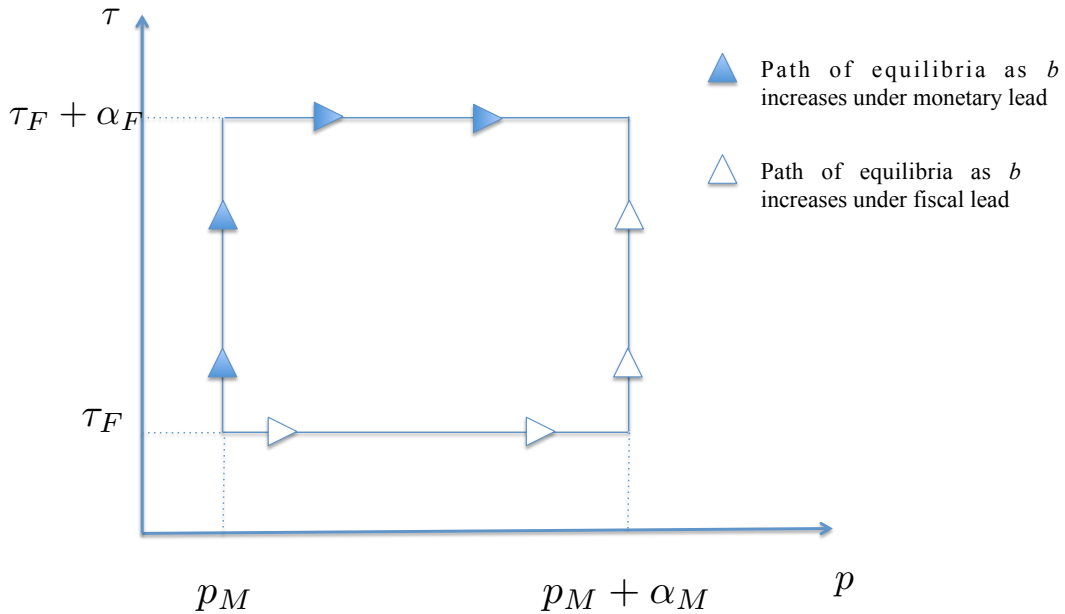 τ
τ_F + α_F
τ_F
p_M
p_M + α_M
p
Path of equilibria as b
increases under monetary lead
Path of equilibria as b
increases under fiscal lead